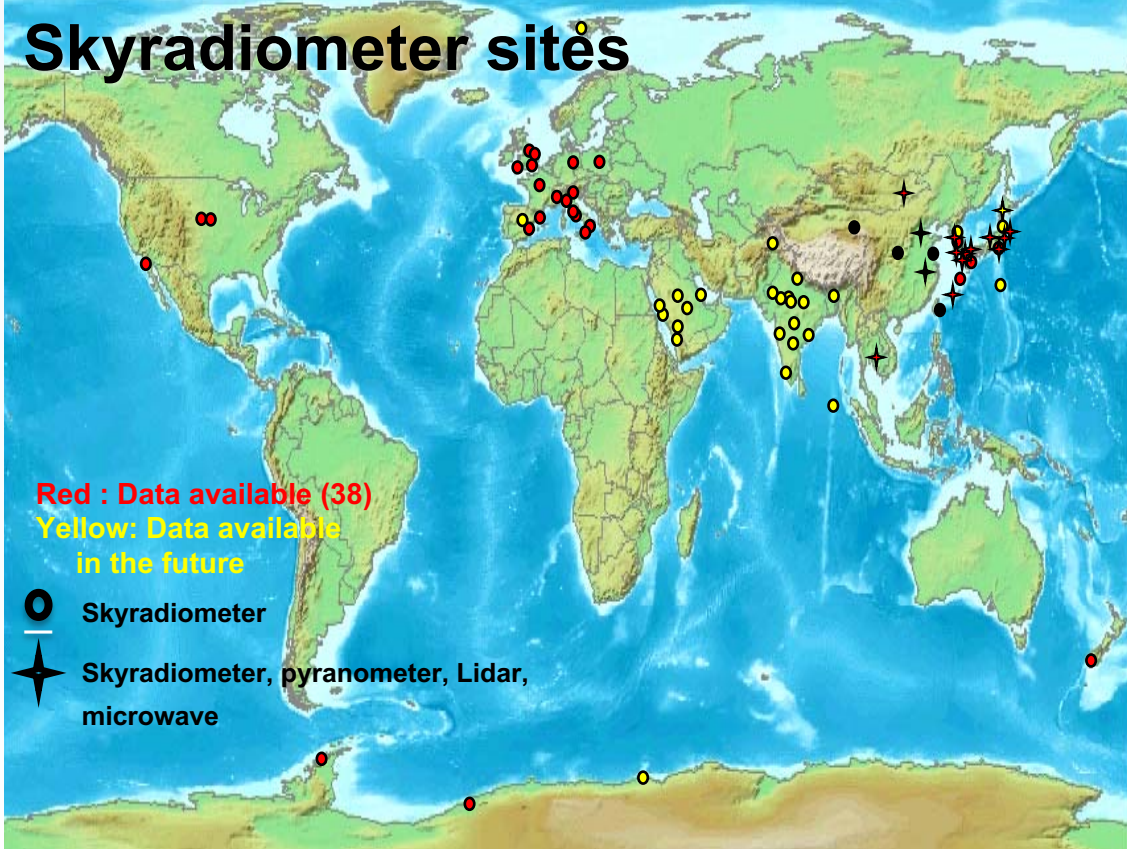 Skyradiometer sites
Red : Data available (38)
Yellow: Data available
in the future
Skyradiometer
Skyradiometer, pyranometer, Lidar,
microwave